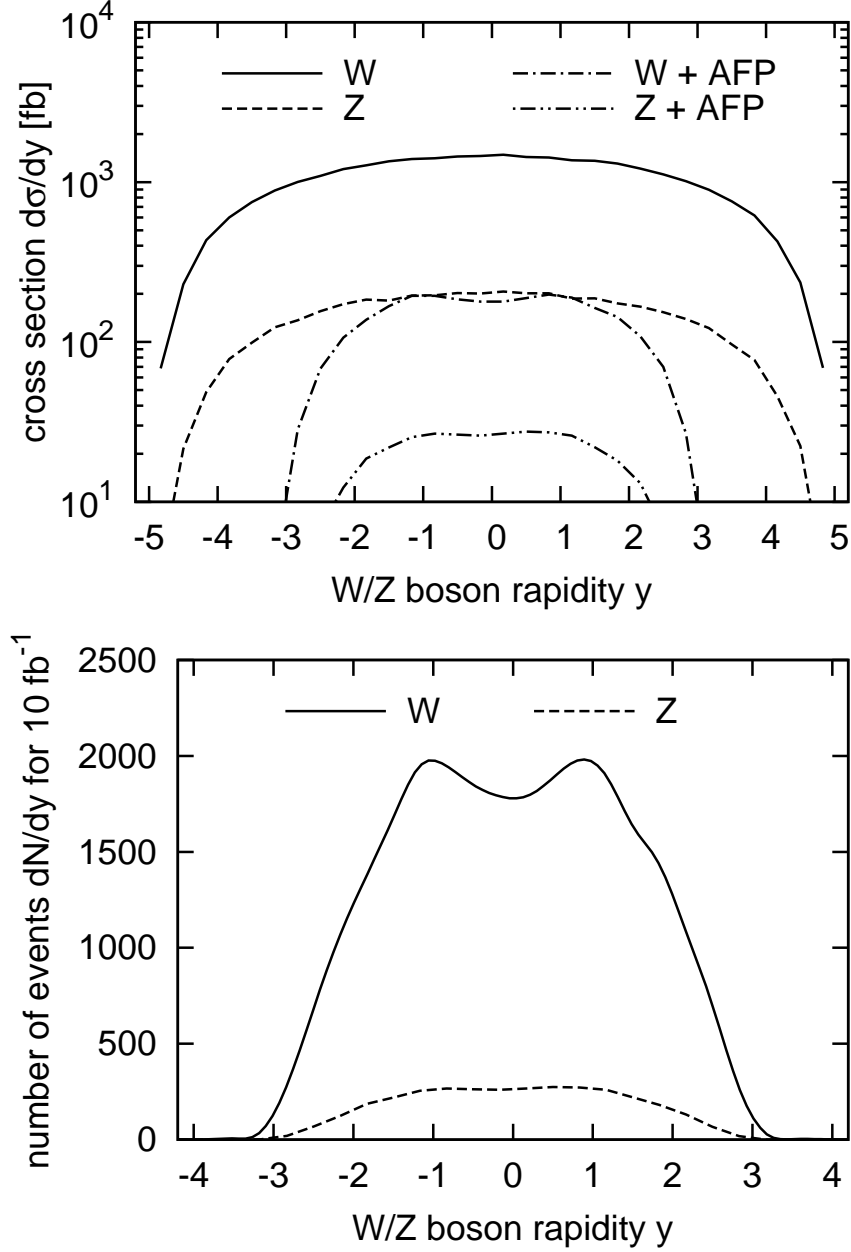 10^4
10^3
10^2
10^1
cross section dσ/dy [fb]
W
W + AFP
Z
Z + AFP
-5 -4 -3 -2 -1 0 1 2 3 4 5
W/Z boson rapidity y
2500
2000
1500
1000
500
0
number of events dN/dy for 10 fb^-1
W Z
-4 -3 -2 -1 0 1 2 3 4
W/Z boson rapidity y